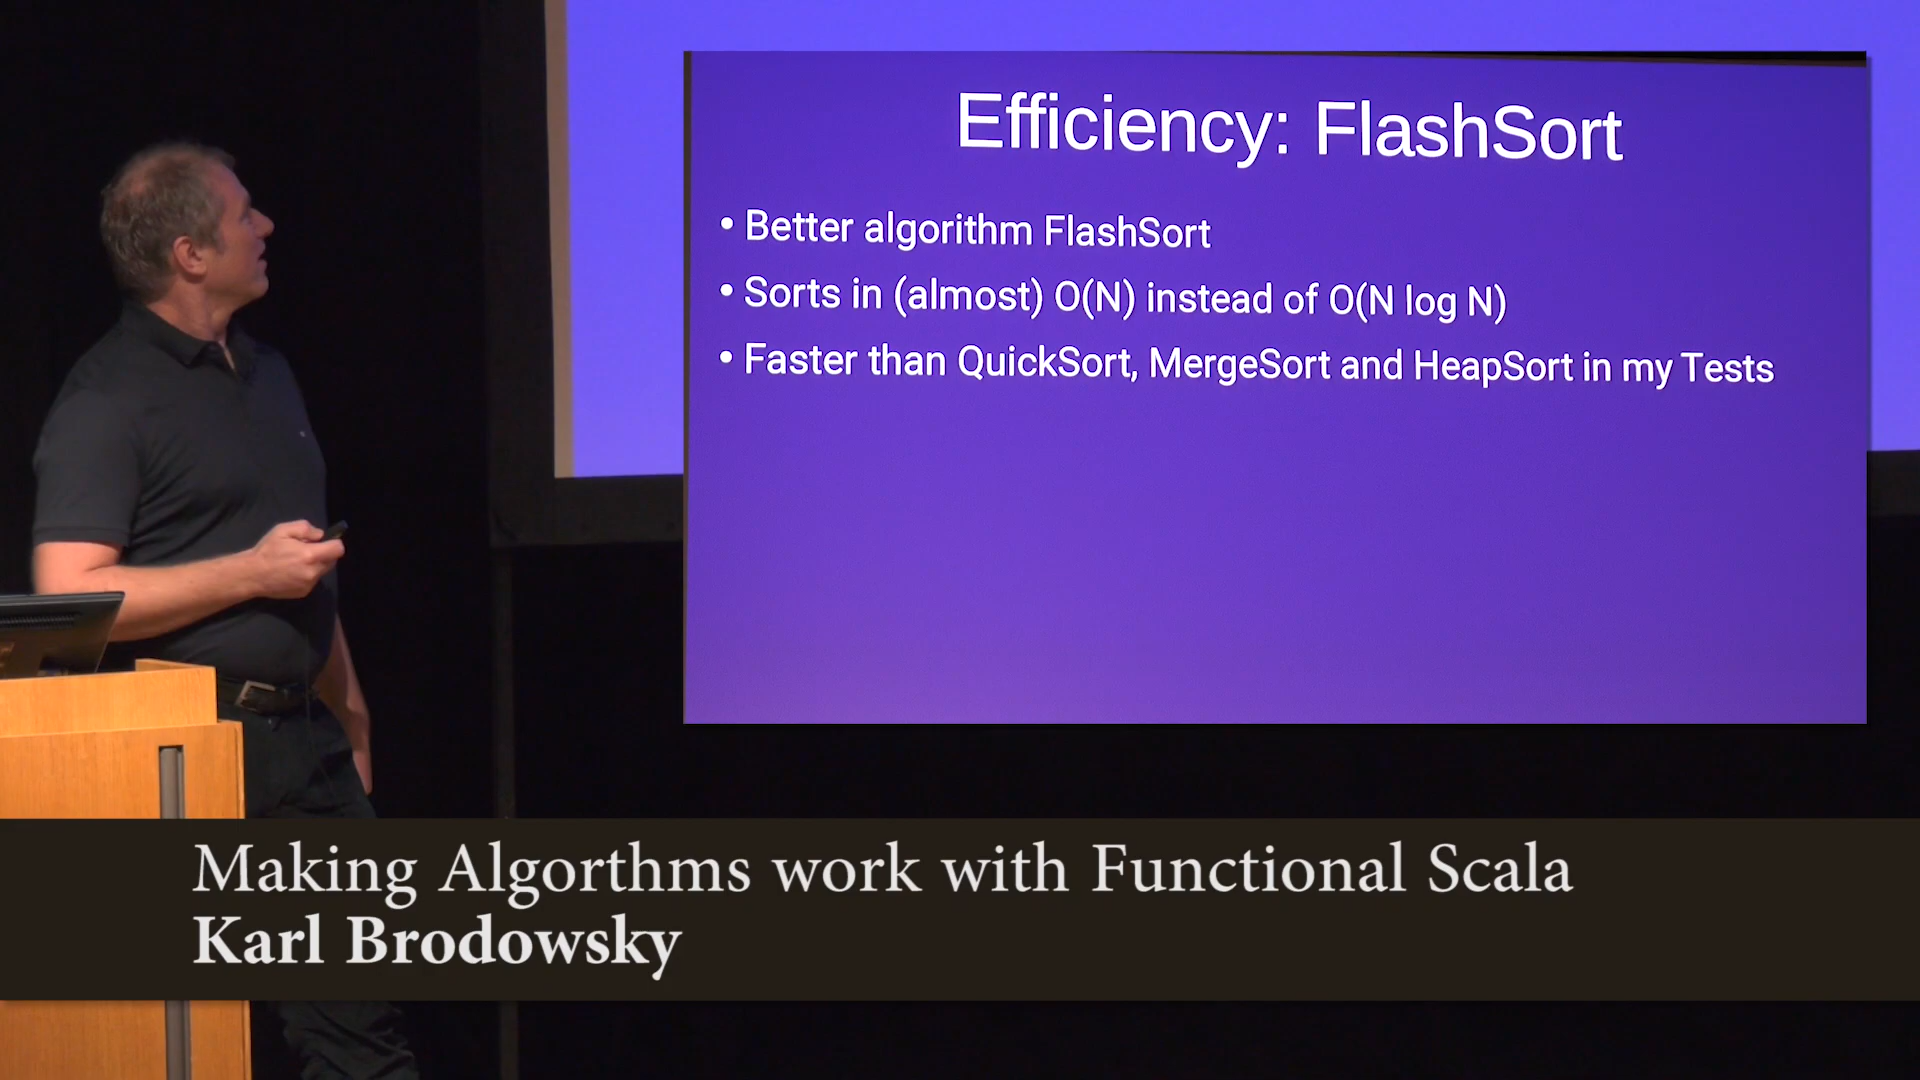 Efficiency: FlashSort
• Better algorithm FlashSort
• Sorts in (almost) O(N) instead of O(N log N)
• Faster than QuickSort, MergeSort and HeapSort in my Tests
Making Algorthms work with Functional Scala
Karl Brodowsky